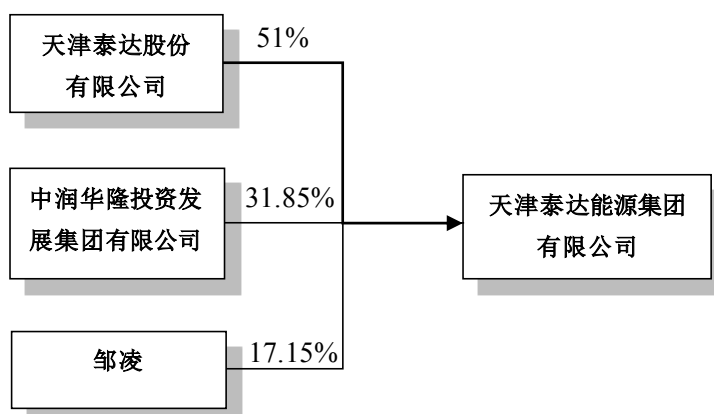 天津泰达股份
有限公司
51%
中润华隆投资发
展集团有限公司
31.85%
天津泰达能源集团
有限公司
邹凌
17.15%